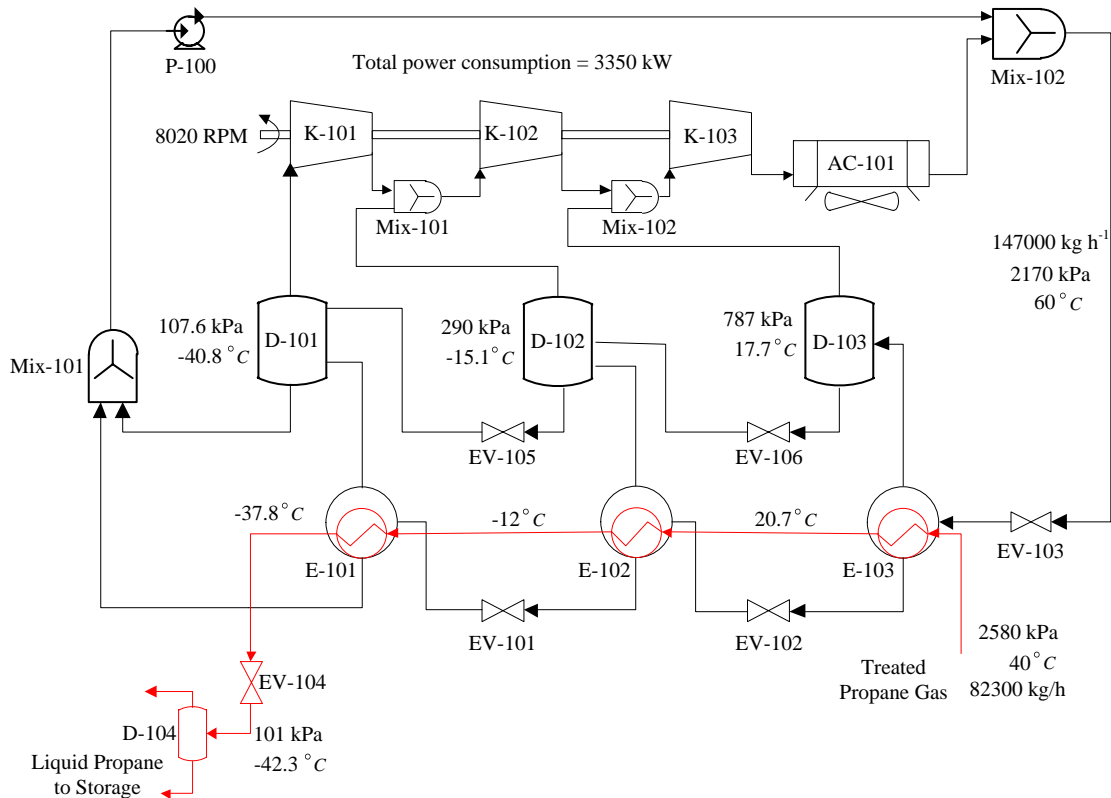 P-100
Total power consumption = 3350 kW
Mix-102
8020 RPM
K-101
K-102
K-103
AC-101
Mix-101
Mix-102
147000 kg h⁻¹
2170 kPa
60°C
107.6 kPa
-40.8°C
D-101
290 kPa
-15.1°C
D-102
787 kPa
17.7°C
D-103
Mix-101
EV-105
EV-106
-37.8°C
-12°C
20.7°C
EV-103
E-101
E-102
E-103
EV-101
EV-102
2580 kPa
40°C
82300 kg/h
Treated
Propane Gas
EV-104
D-104
101 kPa
-42.3°C
Liquid Propane
to Storage